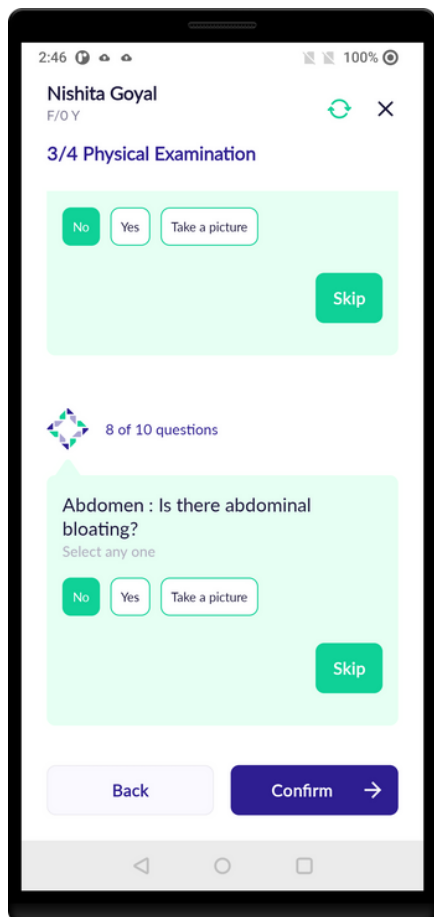 2:46
100%
Nishita Goyal
F/0 Y
3/4 Physical Examination
No Yes Take a picture
Skip
8 of 10 questions
Abdomen : Is there abdominal
bloating?
Select any one
No Yes Take a picture
Skip
Back Confirm